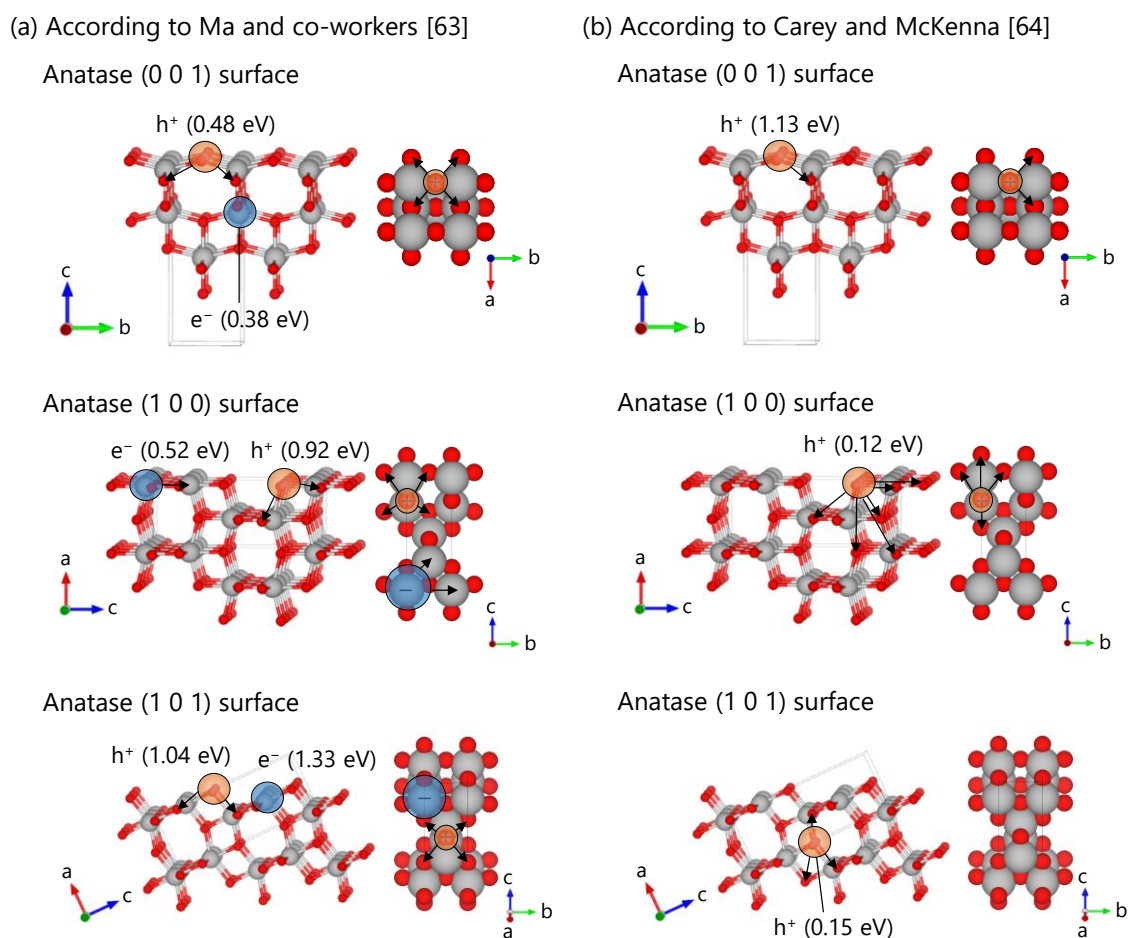 (a) According to Ma and co-workers [63]
Anatase (0 0 1) surface
h⁺ (0.48 eV)
+
c
b
e⁻ (0.38 eV)
b
a
Anatase (1 0 0) surface
e⁻ (0.52 eV)
h⁺ (0.92 eV)
+
−
a
c
c
b
Anatase (1 0 1) surface
h⁺ (1.04 eV)
e⁻ (1.33 eV)
−
+
a
c
c
b
a
(b) According to Carey and McKenna [64]
Anatase (0 0 1) surface
h⁺ (1.13 eV)
+
c
b
b
a
Anatase (1 0 0) surface
h⁺ (0.12 eV)
+
a
c
c
b
Anatase (1 0 1) surface
a
c
h⁺ (0.15 eV)
c
b
a